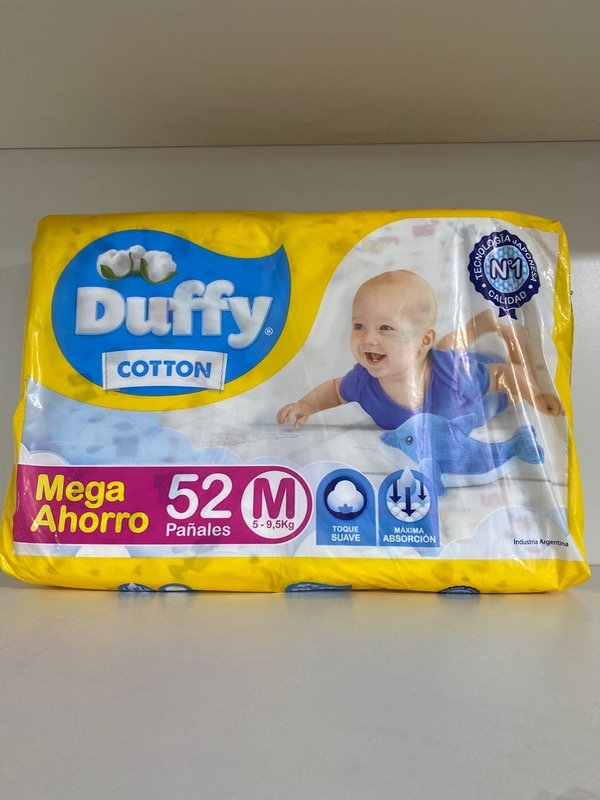 Duffy®
COTTON
TECNOLOGÍA JAPONESA
Nº1
CALIDAD
Mega
Ahorro
52
Pañales
M
5 - 9,5Kg
TOQUE
SUAVE
MÁXIMA
ABSORCIÓN
Industria Argentina